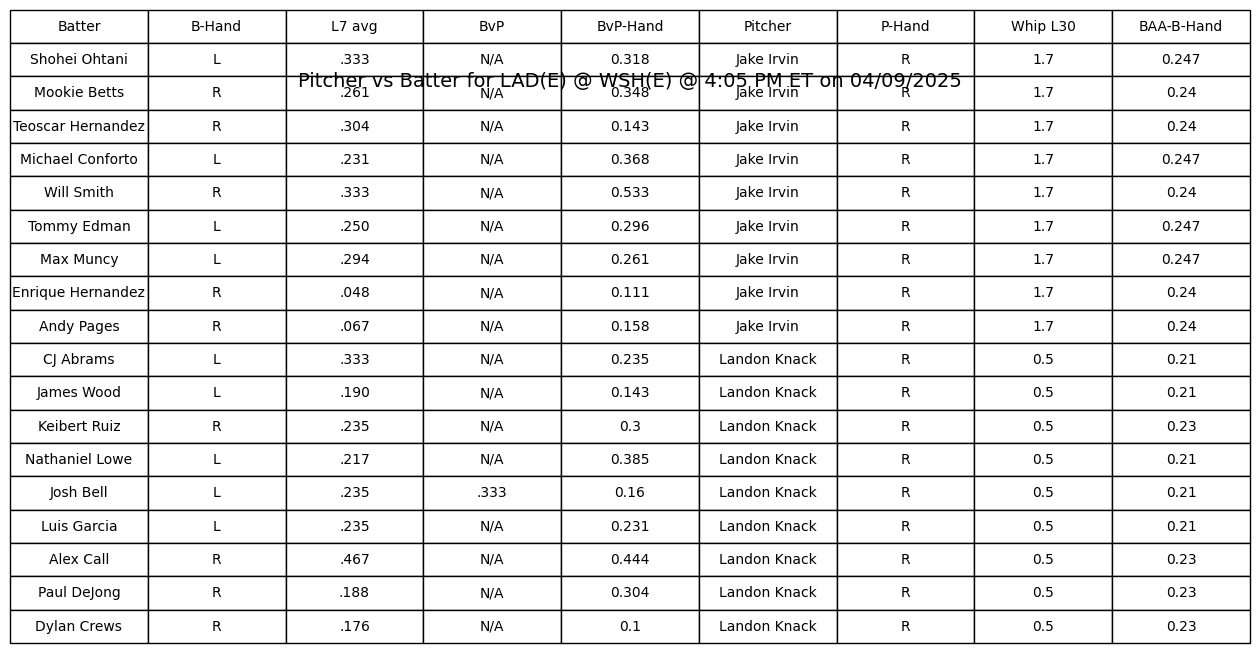 Batter B-Hand L7 avg BvP BvP-Hand Pitcher P-Hand Whip L30 BAA-B-Hand
Shohei Ohtani L .333 N/A 0.318 Jake Irvin R 1.7 0.247
Pitcher vs Batter for LAD(E) @ WSH(E) @ 4:05 PM ET on 04/09/2025
Mookie Betts R .261 N/A 0.348 Jake Irvin R 1.7 0.24
Teoscar Hernandez R .304 N/A 0.143 Jake Irvin R 1.7 0.24
Michael Conforto L .231 N/A 0.368 Jake Irvin R 1.7 0.247
Will Smith R .333 N/A 0.533 Jake Irvin R 1.7 0.24
Tommy Edman L .250 N/A 0.296 Jake Irvin R 1.7 0.247
Max Muncy L .294 N/A 0.261 Jake Irvin R 1.7 0.247
Enrique Hernandez R .048 N/A 0.111 Jake Irvin R 1.7 0.24
Andy Pages R .067 N/A 0.158 Jake Irvin R 1.7 0.24
CJ Abrams L .333 N/A 0.235 Landon Knack R 0.5 0.21
James Wood L .190 N/A 0.143 Landon Knack R 0.5 0.21
Keibert Ruiz R .235 N/A 0.3 Landon Knack R 0.5 0.23
Nathaniel Lowe L .217 N/A 0.385 Landon Knack R 0.5 0.21
Josh Bell L .235 .333 0.16 Landon Knack R 0.5 0.21
Luis Garcia L .235 N/A 0.231 Landon Knack R 0.5 0.21
Alex Call R .467 N/A 0.444 Landon Knack R 0.5 0.23
Paul DeJong R .188 N/A 0.304 Landon Knack R 0.5 0.23
Dylan Crews R .176 N/A 0.1 Landon Knack R 0.5 0.23